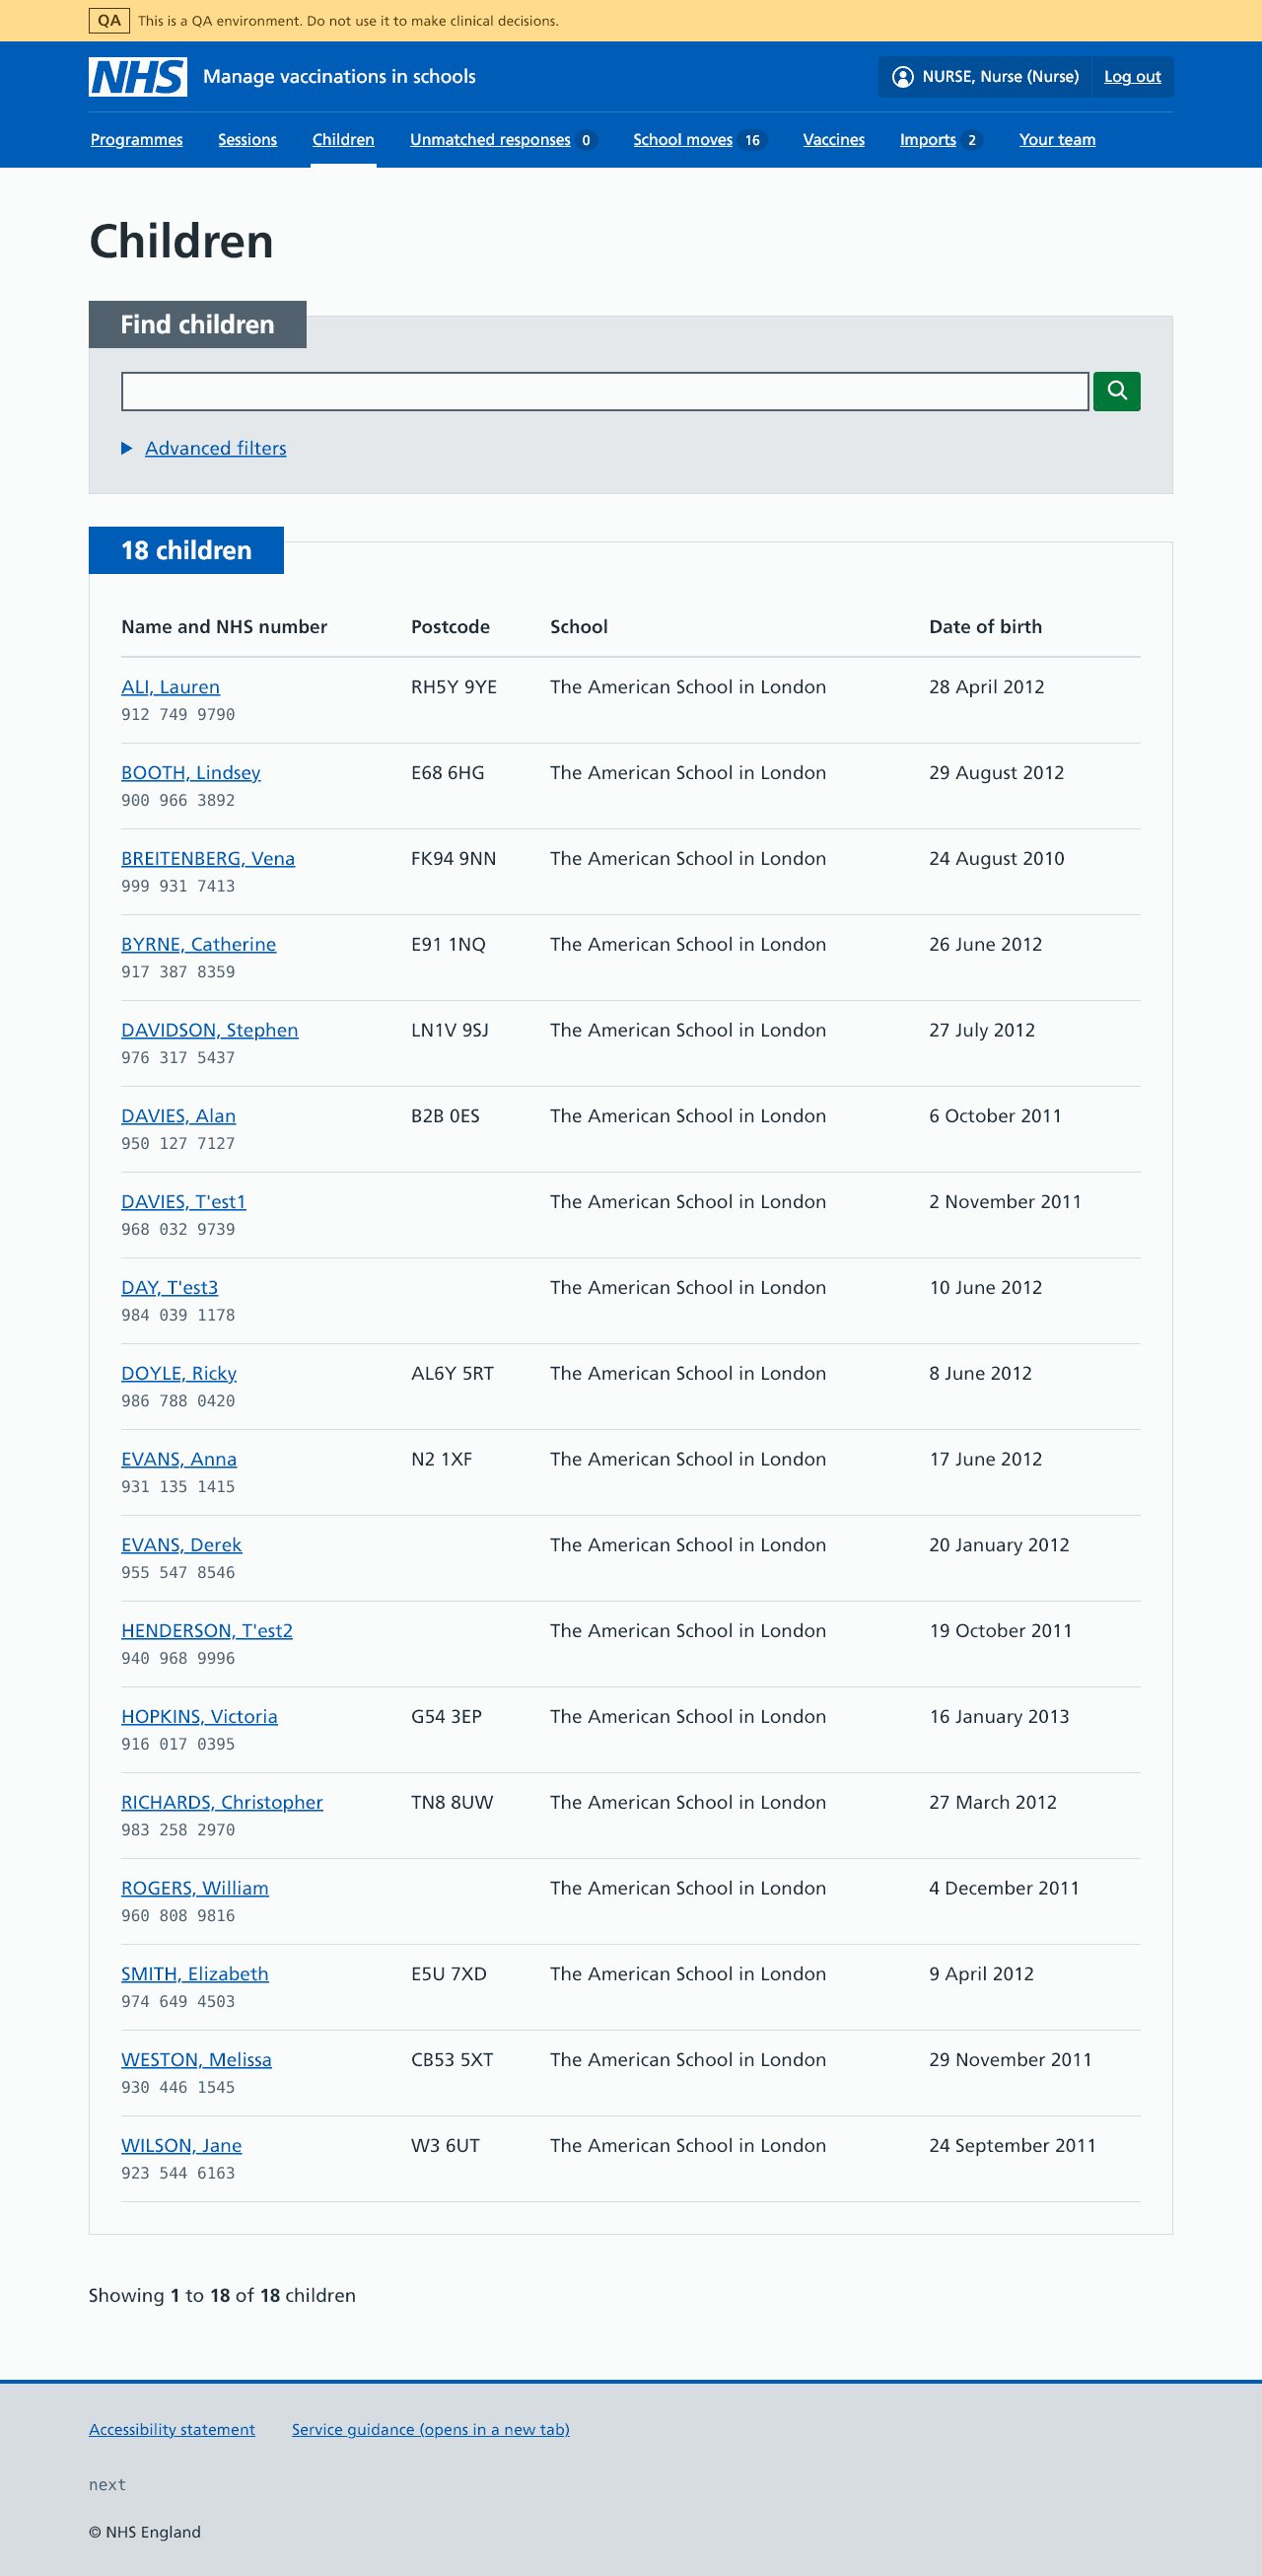 QA This is a QA environment. Do not use it to make clinical decisions.
NHS Manage vaccinations in schools NURSE, Nurse (Nurse) Log out
Programmes Sessions Children Unmatched responses 0 School moves 16 Vaccines Imports 2 Your team
Children
Find children
Advanced filters
18 children
Name and NHS number Postcode School Date of birth
ALI, Lauren RH5Y 9YE The American School in London 28 April 2012
912 749 9790
BOOTH, Lindsey E68 6HG The American School in London 29 August 2012
900 966 3892
BREITENBERG, Vena FK94 9NN The American School in London 24 August 2010
999 931 7413
BYRNE, Catherine E91 1NQ The American School in London 26 June 2012
917 387 8359
DAVIDSON, Stephen LN1V 9SJ The American School in London 27 July 2012
976 317 5437
DAVIES, Alan B2B 0ES The American School in London 6 October 2011
950 127 7127
DAVIES, T'est1 The American School in London 2 November 2011
968 032 9739
DAY, T'est3 The American School in London 10 June 2012
984 039 1178
DOYLE, Ricky AL6Y 5RT The American School in London 8 June 2012
986 788 0420
EVANS, Anna N2 1XF The American School in London 17 June 2012
931 135 1415
EVANS, Derek The American School in London 20 January 2012
955 547 8546
HENDERSON, T'est2 The American School in London 19 October 2011
940 968 9996
HOPKINS, Victoria G54 3EP The American School in London 16 January 2013
916 017 0395
RICHARDS, Christopher TN8 8UW The American School in London 27 March 2012
983 258 2970
ROGERS, William The American School in London 4 December 2011
960 808 9816
SMITH, Elizabeth E5U 7XD The American School in London 9 April 2012
974 649 4503
WESTON, Melissa CB53 5XT The American School in London 29 November 2011
930 446 1545
WILSON, Jane W3 6UT The American School in London 24 September 2011
923 544 6163
Showing 1 to 18 of 18 children
Accessibility statement Service guidance (opens in a new tab)
next
© NHS England